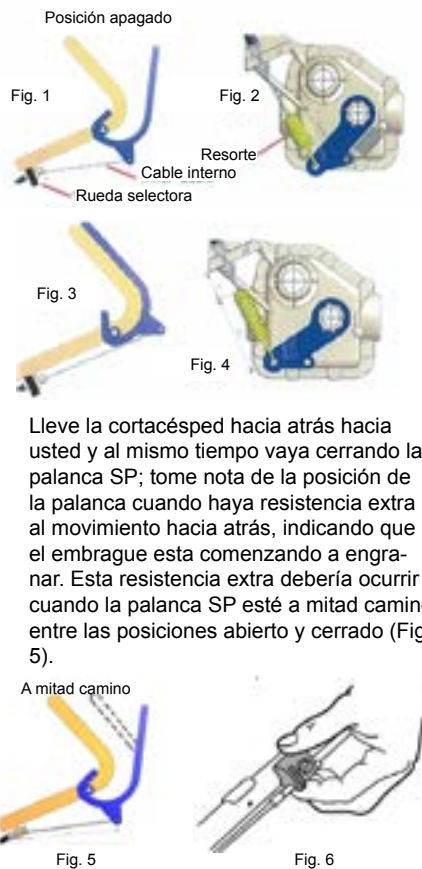 Posición apagado
Fig. 1
Fig. 2
Resorte
Cable interno
Rueda selectora
Fig. 3
Fig. 4
Lleve la cortacésped hacia atrás hacia
usted y al mismo tiempo vaya cerrando la
palanca SP; tome nota de la posición de
la palanca cuando haya resistencia extra
al movimiento hacia atrás, indicando que
el embrague esta comenzando a engra-
nar. Esta resistencia extra debería ocurrir
cuando la palanca SP esté a mitad camin
entre las posiciones abierto y cerrado (Fig
5).
A mitad camino
Fig. 5
Fig. 6